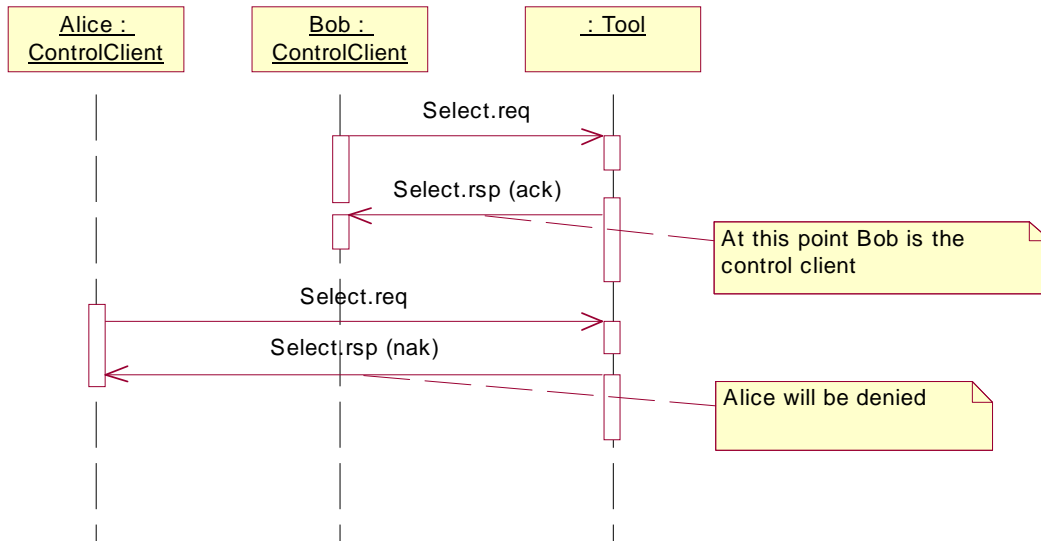 Alice :
ControlClient
Bob :
ControlClient
: Tool
Select.req
Select.rsp (ack)
At this point Bob is the
control client
Select.req
Select.rsp (nak)
Alice will be denied